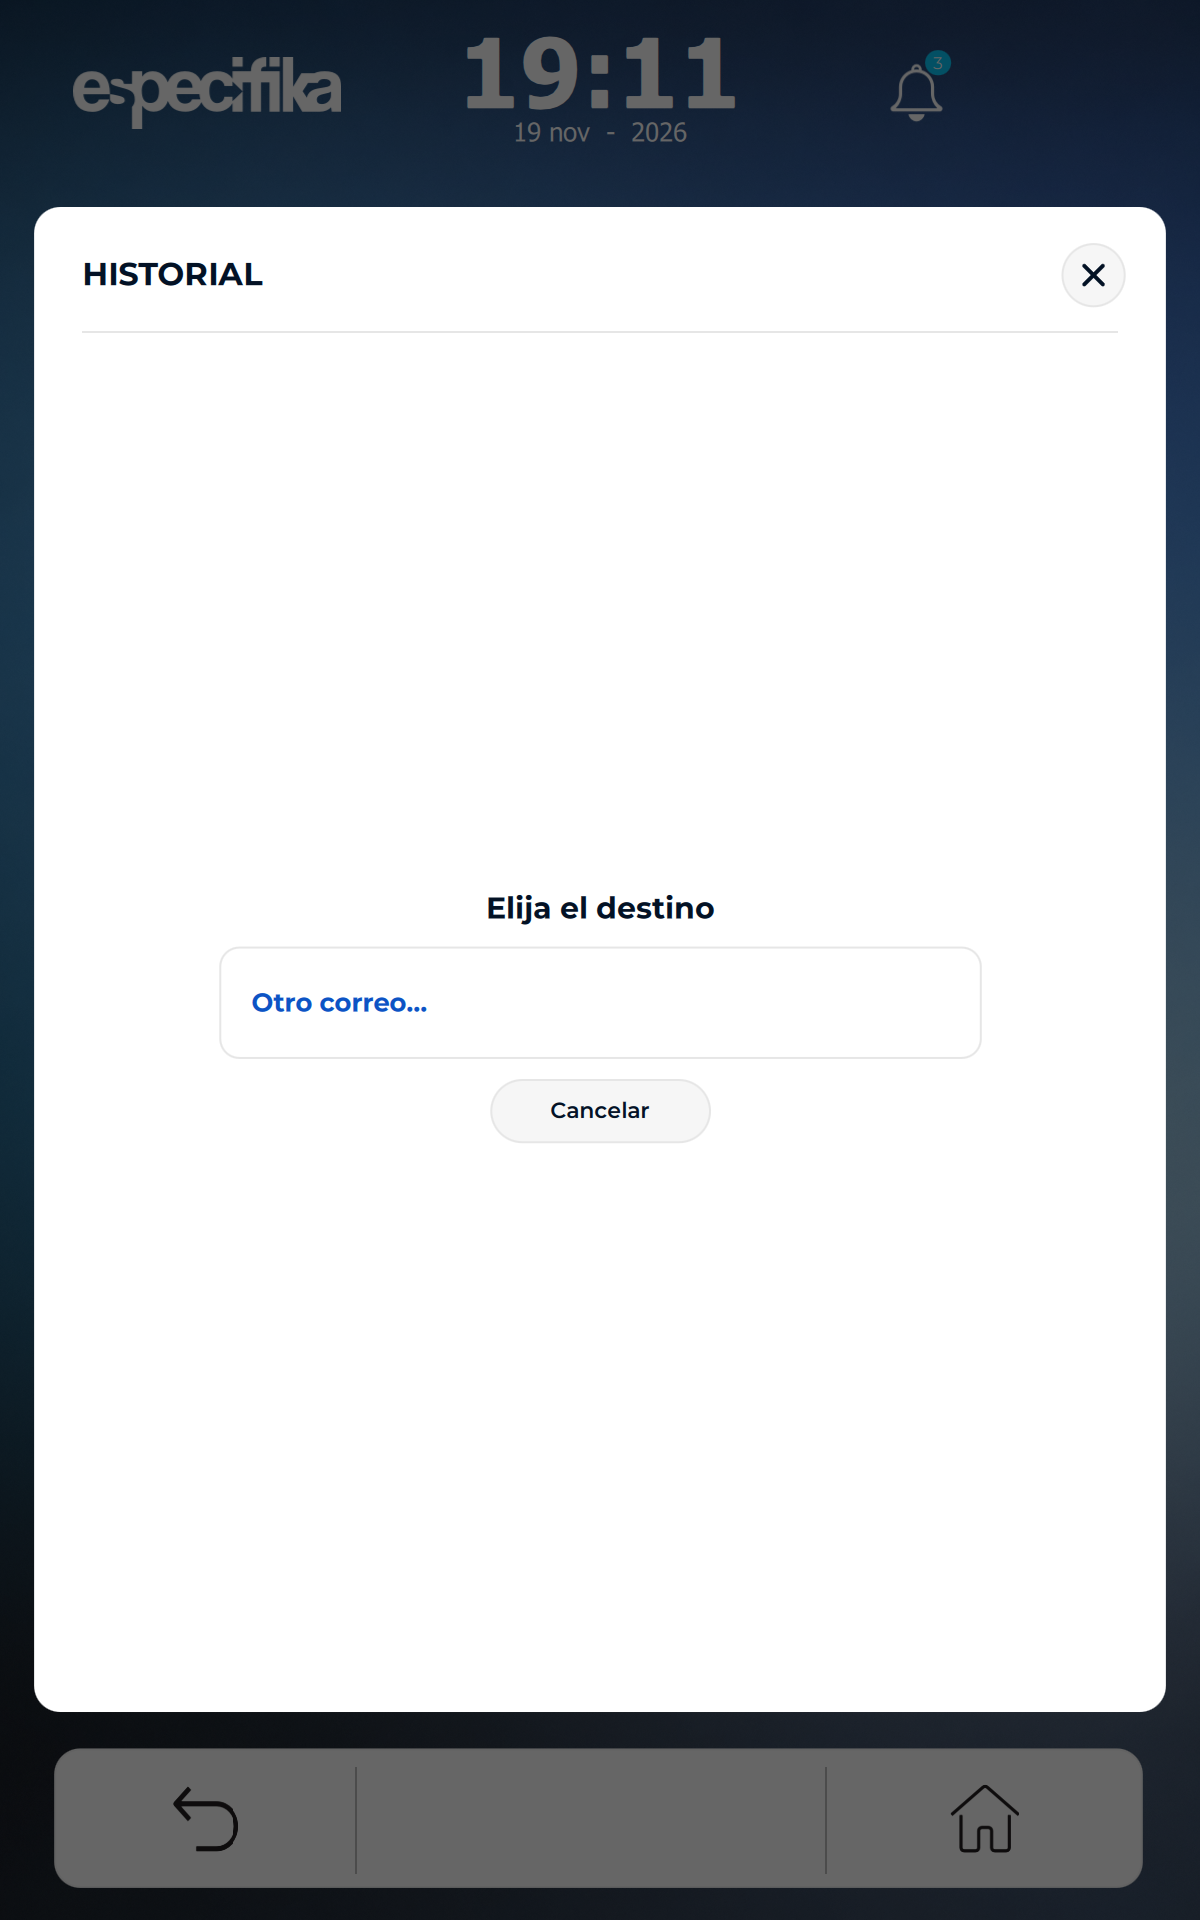 especifika
19:11
3
19 nov - 2026
HISTORIAL
Elija el destino
Otro correo...
Cancelar